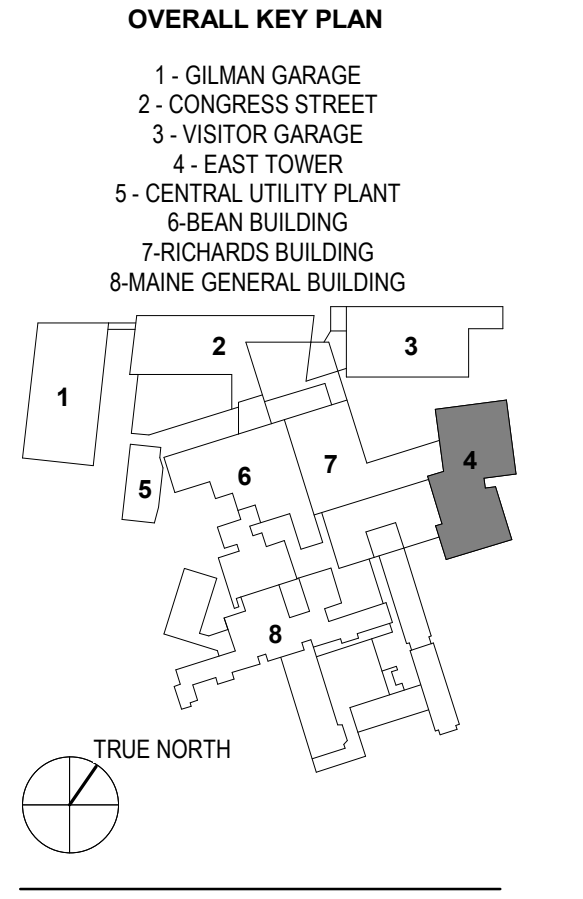 OVERALL KEY PLAN
1 - GILMAN GARAGE
2 - CONGRESS STREET
3 - VISITOR GARAGE
4 - EAST TOWER
5 - CENTRAL UTILITY PLANT
6-BEAN BUILDING
7-RICHARDS BUILDING
8-MAINE GENERAL BUILDING
2
3
1
4
7
6
5
8
TRUE NORTH